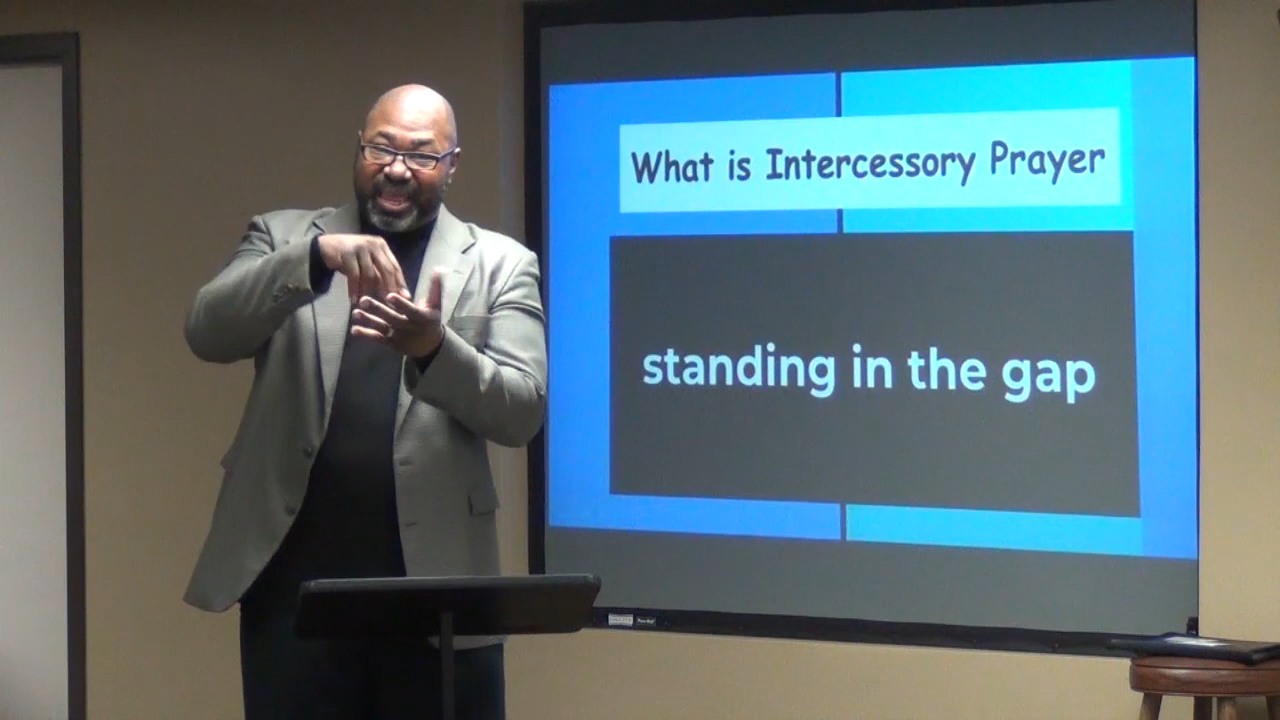 What is Intercessory Prayer
standing in the gap